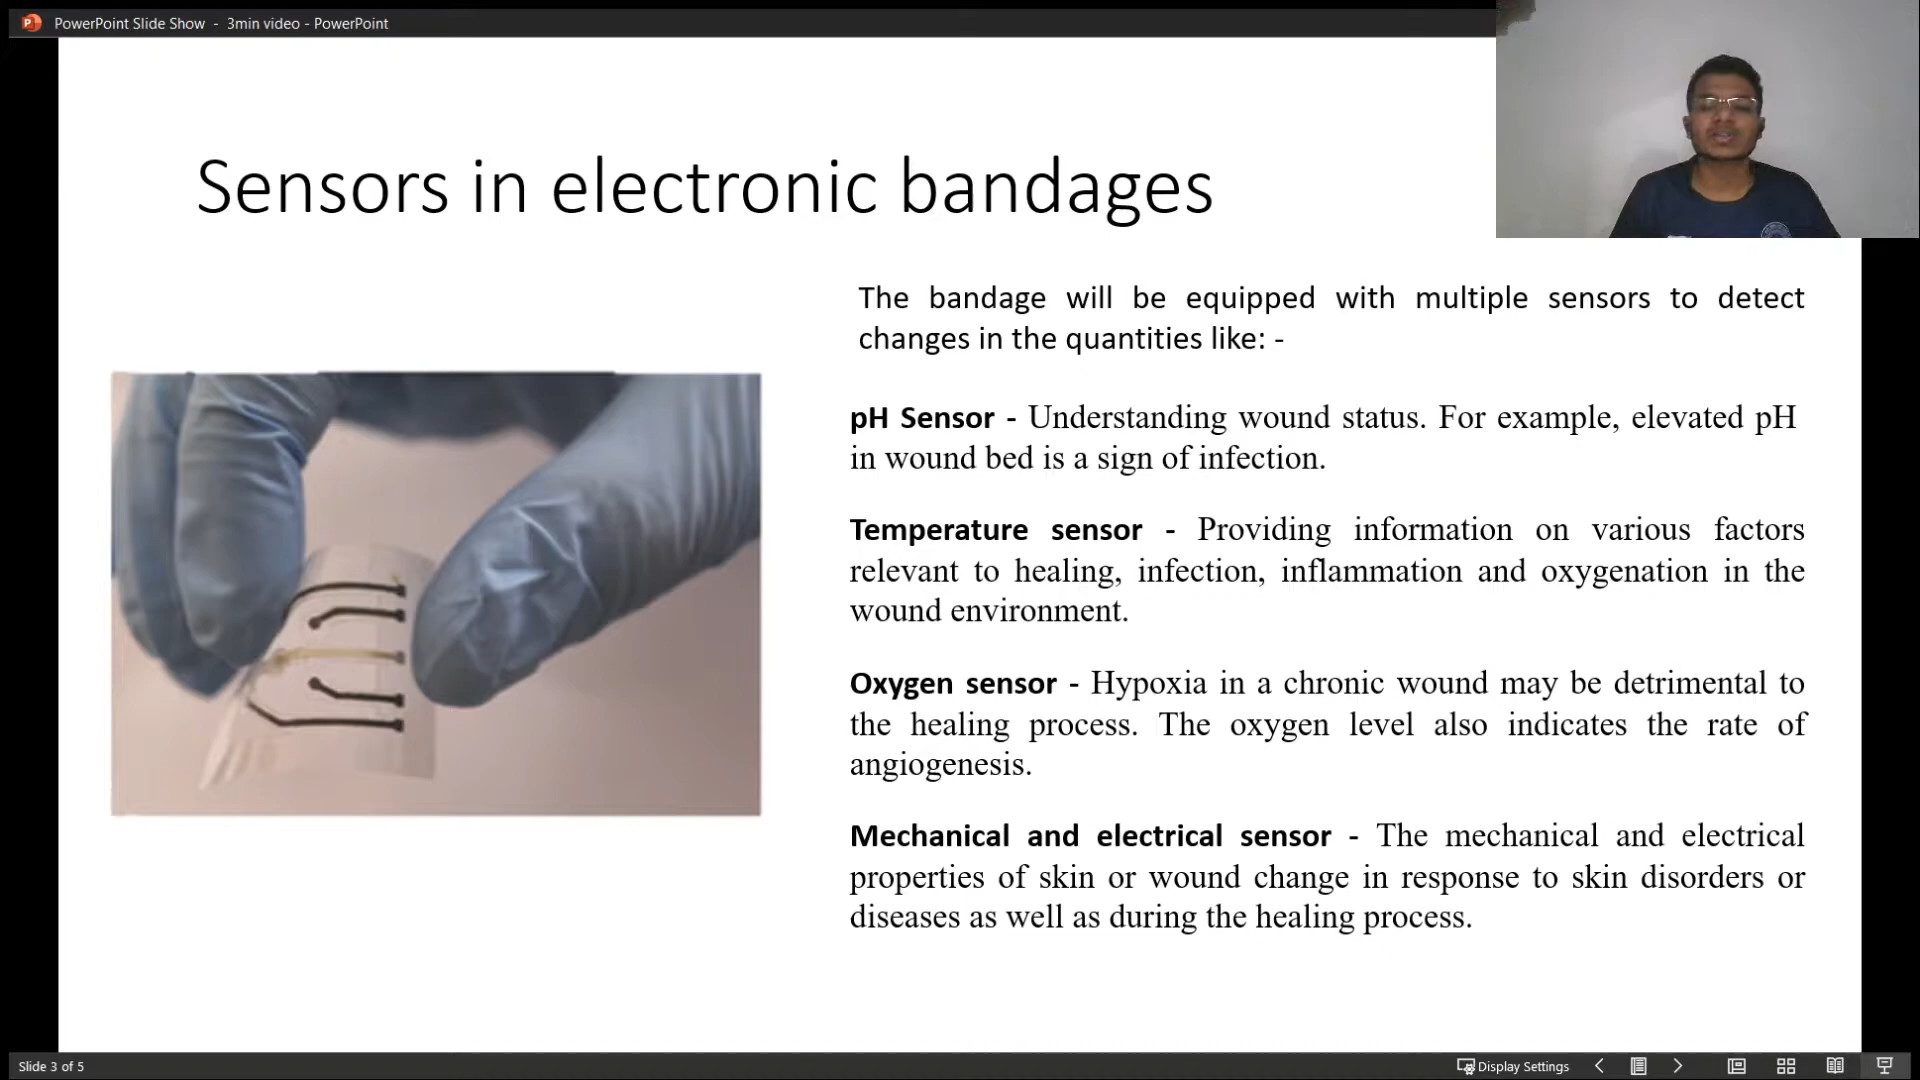 PowerPoint Slide Show - 3min video - PowerPoint
Sensors in electronic bandages
The bandage will be equipped with multiple sensors to detect
changes in the quantities like: -
pH Sensor - Understanding wound status. For example, elevated pH
in wound bed is a sign of infection.
Temperature sensor - Providing information on various factors
relevant to healing, infection, inflammation and oxygenation in the
wound environment.
Oxygen sensor - Hypoxia in a chronic wound may be detrimental to
the healing process. The oxygen level also indicates the rate of
angiogenesis.
Mechanical and electrical sensor - The mechanical and electrical
properties of skin or wound change in response to skin disorders or
diseases as well as during the healing process.
Slide 3 of 5
Display Settings